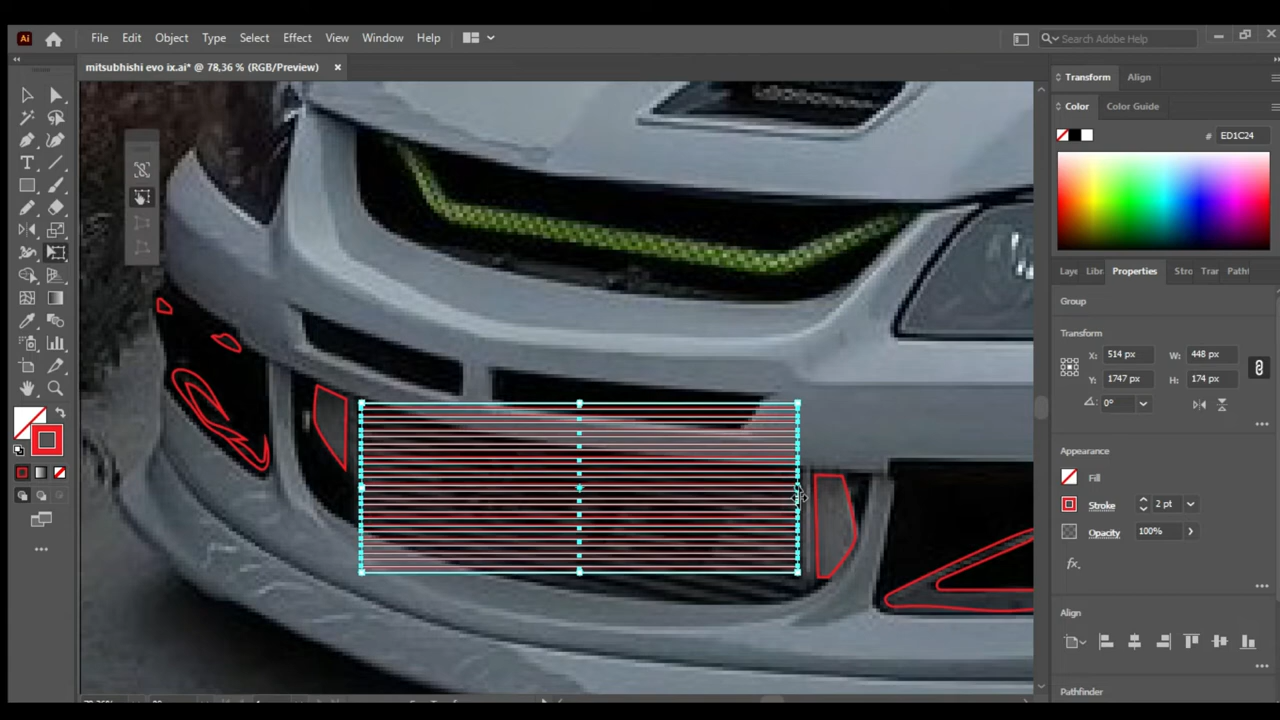 Ai File Edit Object Type Select Effect View Window Help Search Adobe Help
mitsubhishi evo ix.ai* @ 78,36 % (RGB/Preview)
Transform Align
Color Color Guide
# ED1C24
Laye Libr Properties Stro Trar Pathf
Group
Transform
X: 514 px W: 448 px
Y: 1747 px H: 174 px
0°
Appearance
Fill
Stroke 2 pt
Opacity 100%
fx
Align
Pathfinder